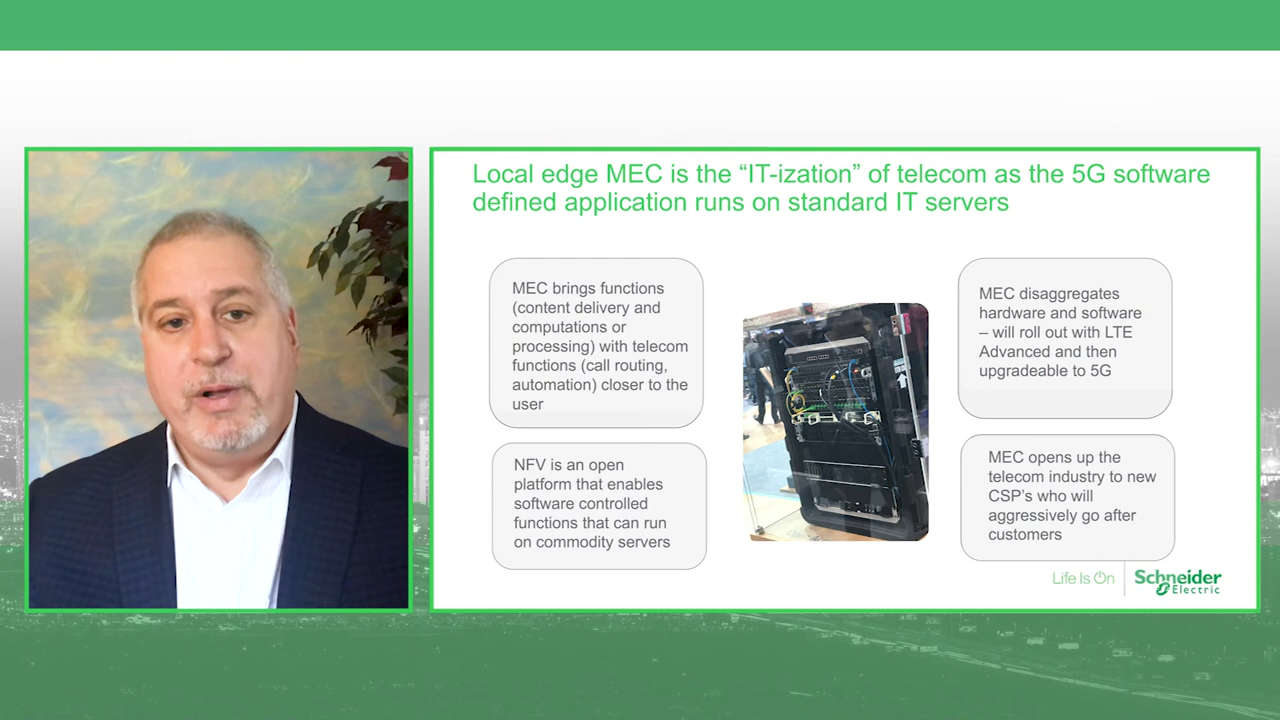 Local edge MEC is the “IT-ization” of telecom as the 5G software
defined application runs on standard IT servers
MEC brings functions
(content delivery and
computations or
processing) with telecom
functions (call routing,
automation) closer to the
user
NFV is an open
platform that enables
software controlled
functions that can run
on commodity servers
MEC disaggregates
hardware and software
– will roll out with LTE
Advanced and then
upgradeable to 5G
MEC opens up the
telecom industry to new
CSP's who will
aggressively go after
customers
Life Is On
Schneider
Electric